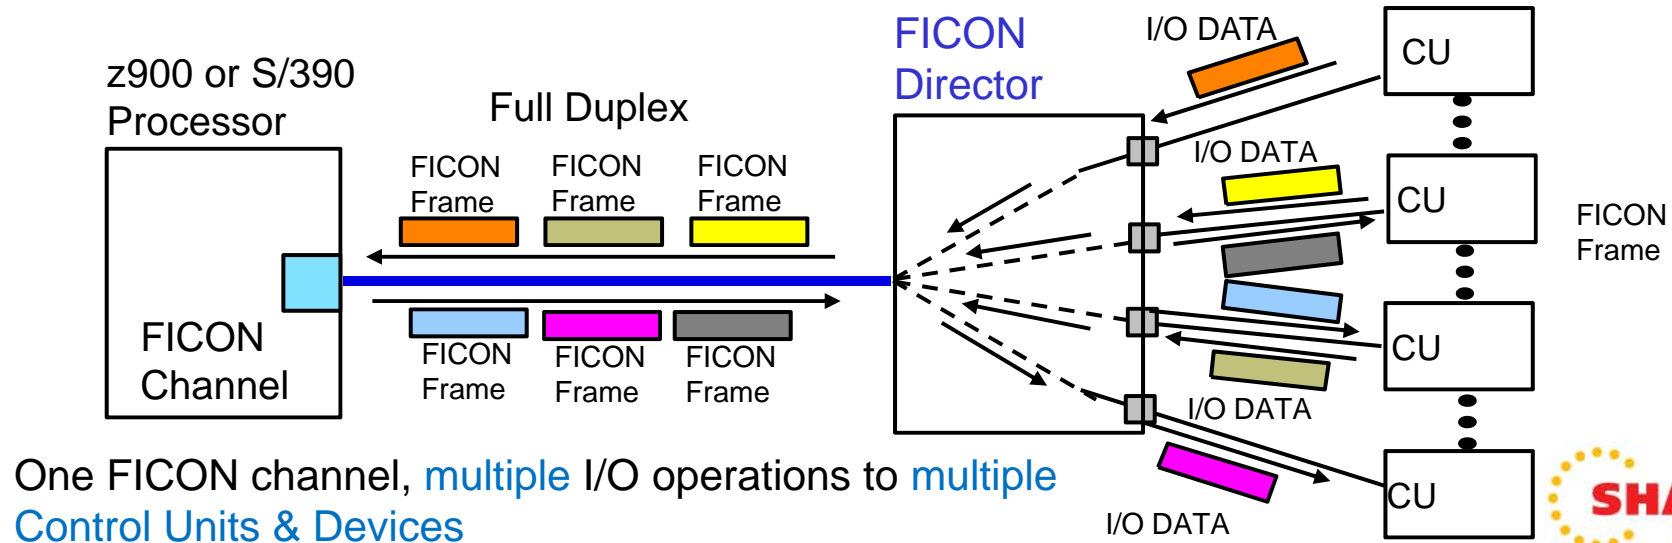 z900 or S/390
Processor
FICON
Channel
Full Duplex
FICON
Frame
FICON
Frame
FICON
Frame
FICON
Frame
FICON
Frame
FICON
Frame
FICON
Director
I/O DATA
I/O DATA
I/O DATA
I/O DATA
CU
CU
CU
CU
FICON
Frame
One FICON channel, multiple I/O operations to multiple
Control Units & Devices